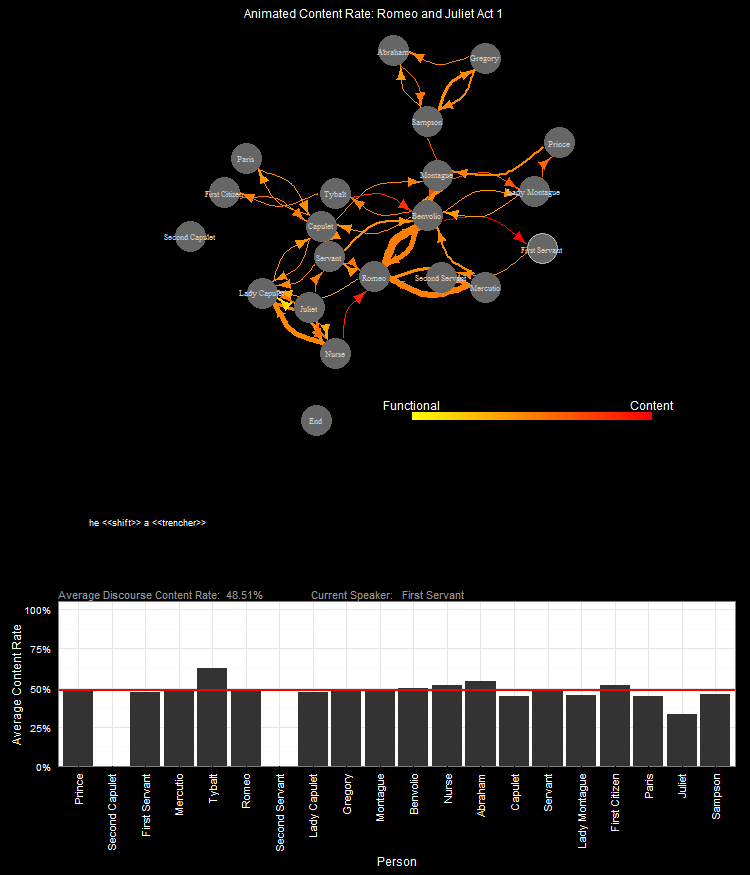 Animated Content Rate: Romeo and Juliet Act 1
Abraham
Gregory
Sampson
Prince
Paris
Montague
First Citizen
Tybalt
Lady Montague
Benvolio
Capulet
Second Capulet
First Servant
Servant
Romeo
Second Servant
Mercutio
Lady Capulet
Juliet
Nurse
Functional
Content
End
he <<shift>> a <<trencher>>
Average Discourse Content Rate: 48.51%
Current Speaker: First Servant
100%
75%
50%
25%
0%
Average Content Rate
Prince
Second Capulet
First Servant
Mercutio
Tybalt
Romeo
Second Servant
Lady Capulet
Gregory
Montague
Benvolio
Nurse
Abraham
Capulet
Servant
Lady Montague
First Citizen
Paris
Juliet
Sampson
Person